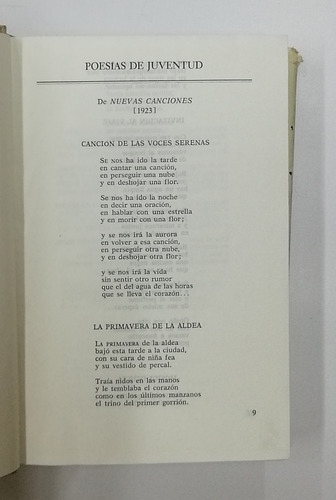 POESIAS DE JUVENTUD
De NUEVAS CANCIONES
[1923]
CANCION DE LAS VOCES SERENAS
SE nos ha ido la tarde
en cantar una canción,
en perseguir una nube
y en deshojar una flor.
Se nos ha ido la noche
en decir una oración,
en hablar con una estrella
y en morir con una flor;
y se nos irá la aurora
en volver a esa canción,
en perseguir otra nube,
y en deshojar otra flor;
y se nos irá la vida
sin sentir otro rumor
que el del agua de las horas
que se lleva el corazón...
LA PRIMAVERA DE LA ALDEA
LA PRIMAVERA de la aldea
bajó esta tarde a la ciudad,
con su cara de niña fea
y su vestido de percal.
Traía nidos en las manos
y le temblaba el corazón
como en los últimos manzanos
el trino del primer gorrión.
9